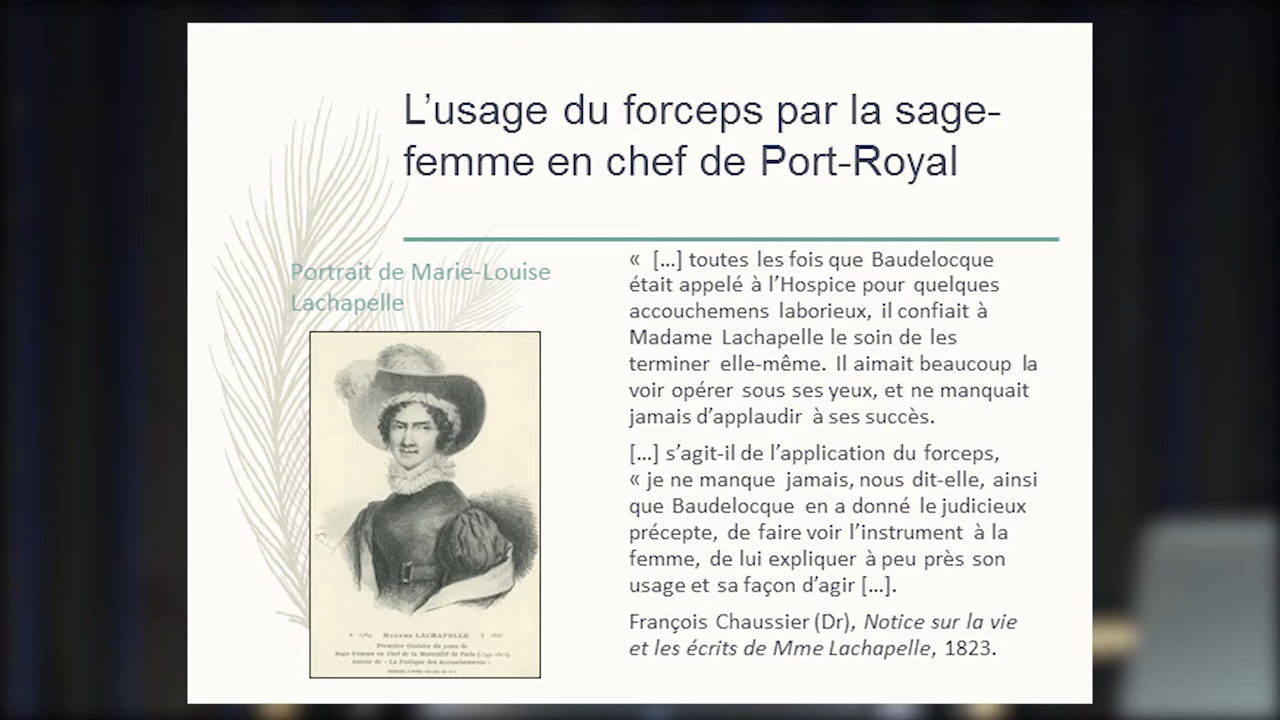 L’usage du forceps par la sage-
femme en chef de Port-Royal
Portrait de Marie-Louise
Lachapelle
« […] toutes les fois que Baudelocque
était appelé à l’Hospice pour quelques
accouchemens laborieux, il confiait à
Madame Lachapelle le soin de les
terminer elle-même. Il aimait beaucoup la
voir opérer sous ses yeux, et ne manquait
jamais d’applaudir à ses succès.
[…] s’agit-il de l’application du forceps,
« je ne manque jamais, nous dit-elle, ainsi
que Baudelocque en a donné le judicieux
précepte, de faire voir l’instrument à la
femme, de lui expliquer à peu près son
usage et sa façon d’agir […].
François Chaussier (Dr), Notice sur la vie
et les écrits de Mme Lachapelle, 1823.
MADAME LACHAPELLE
Première titulaire du poste de
Sage-Femme en Chef de la Maternité de Paris
Auteur de « La Pratique des Accouchements ».